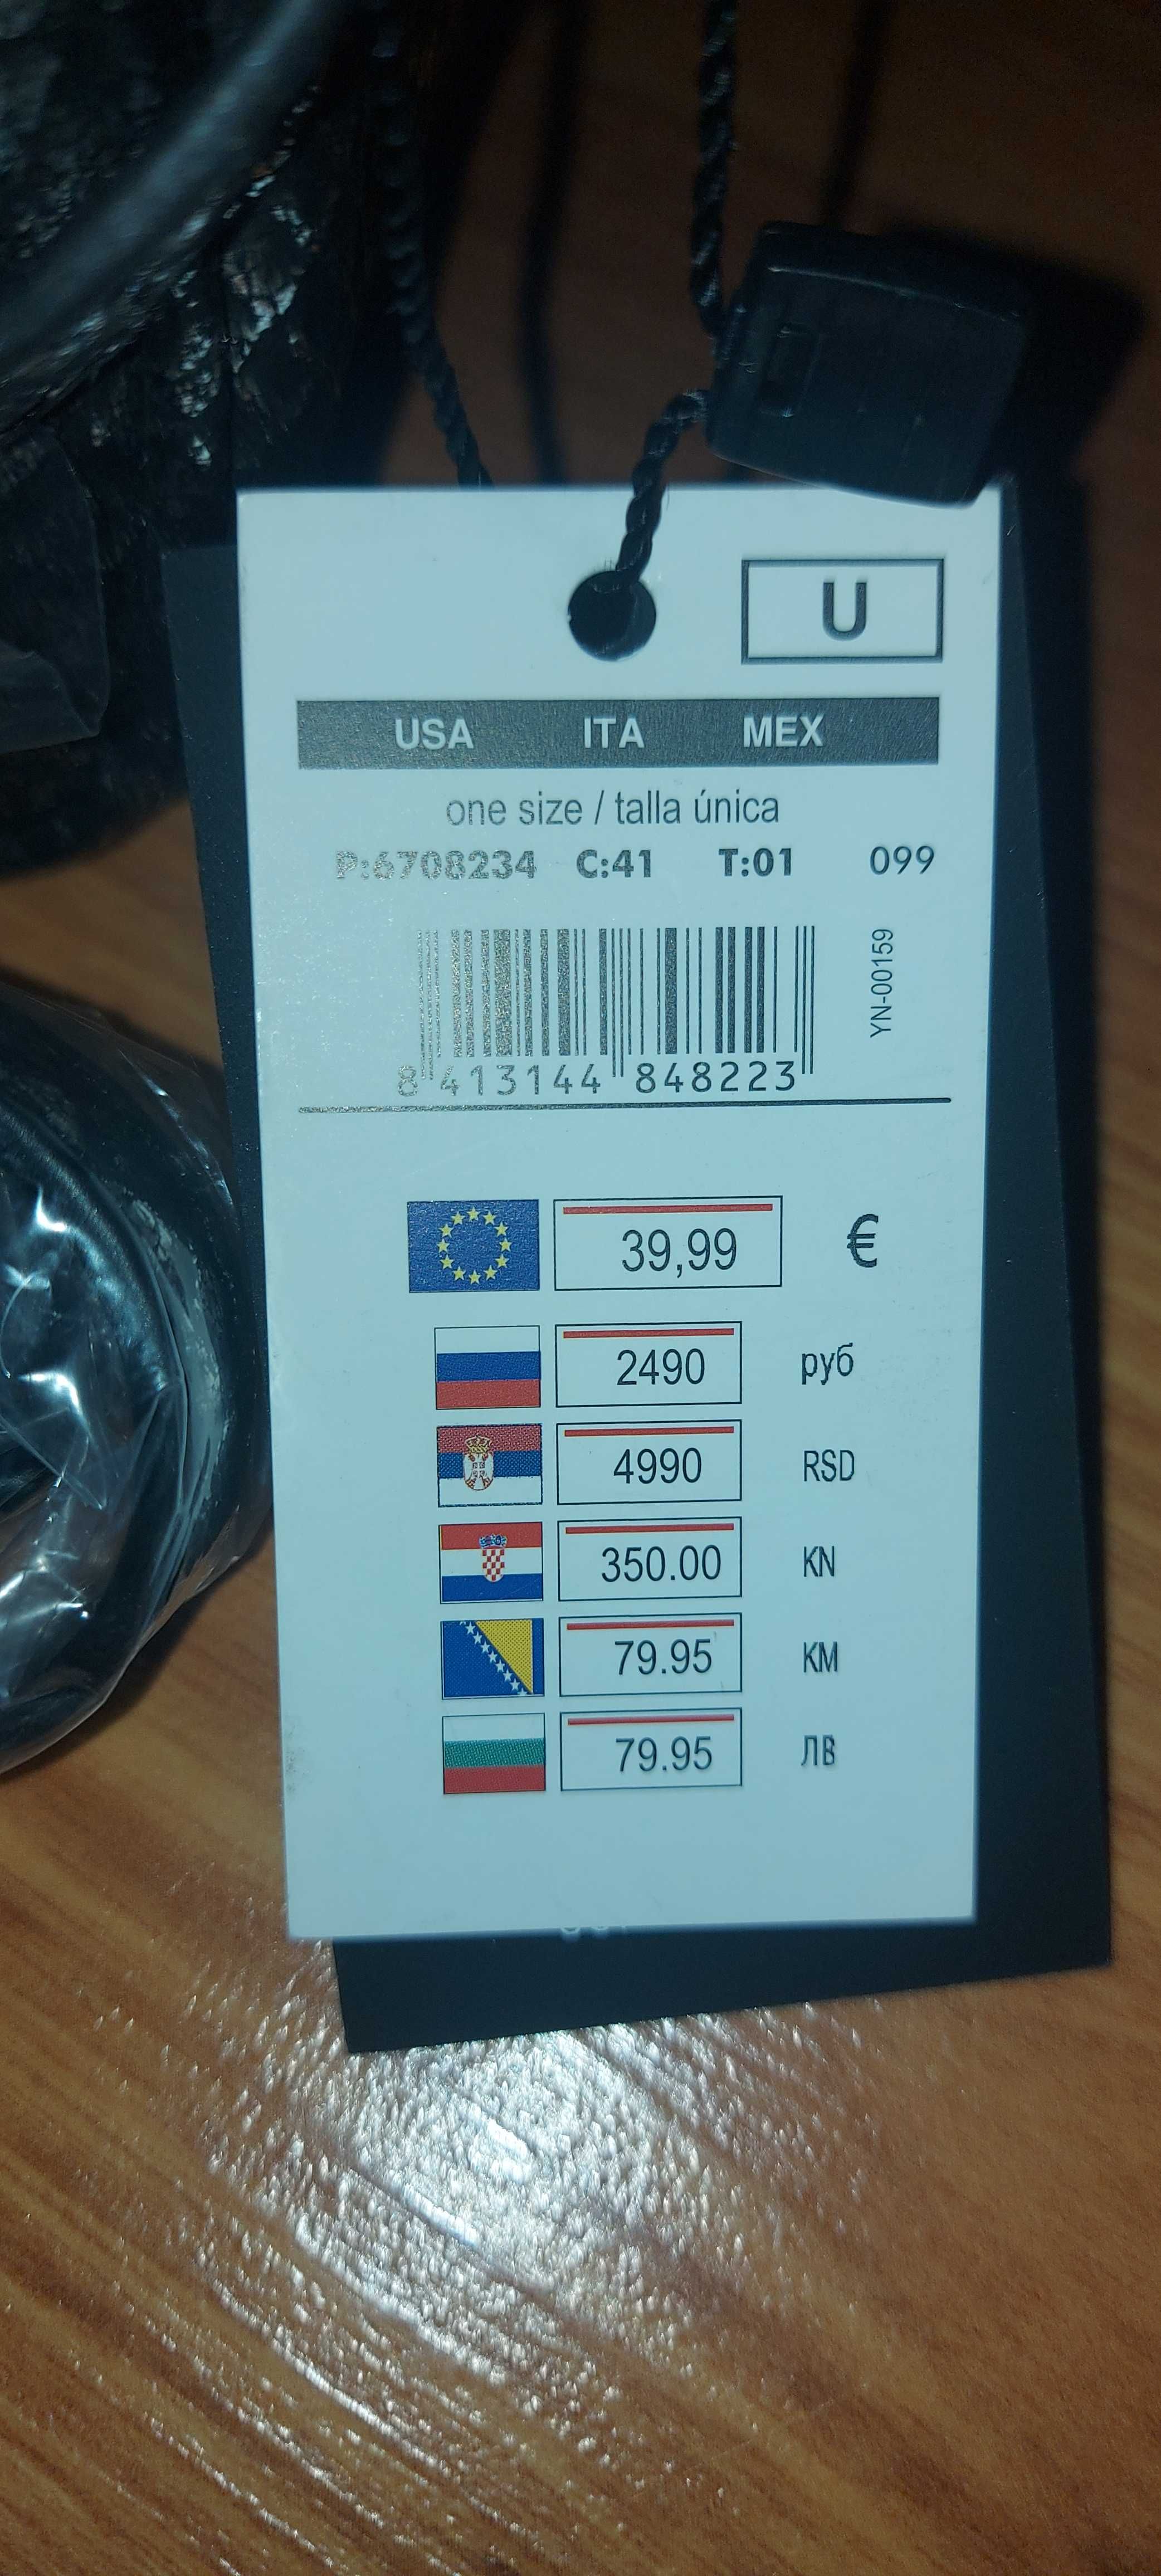 U
USA ITA MEX
one size / talla única
P:6708234 C:41 T:01 099
YN-00159
8 413144 848223
39,99 €
2490 руб
4990 RSD
350.00 KN
79.95 KM
79.95 ЛВ